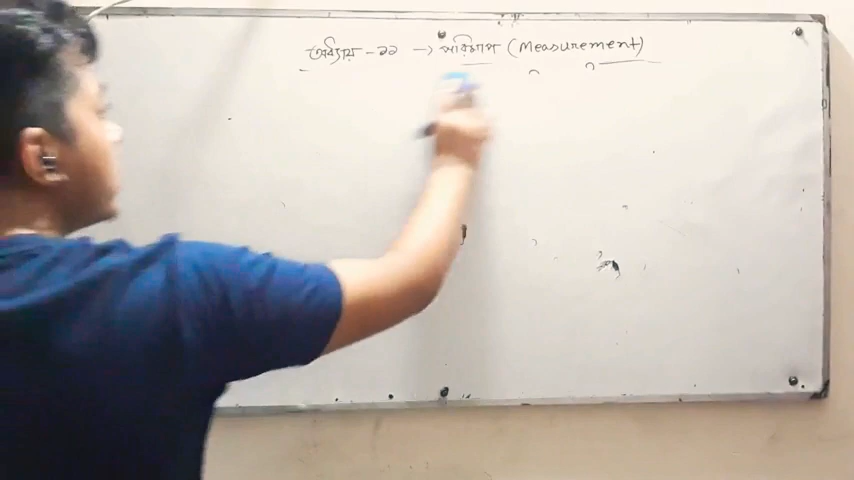 অধ্যায় - ১১ → পরিমাপ (Measurement)